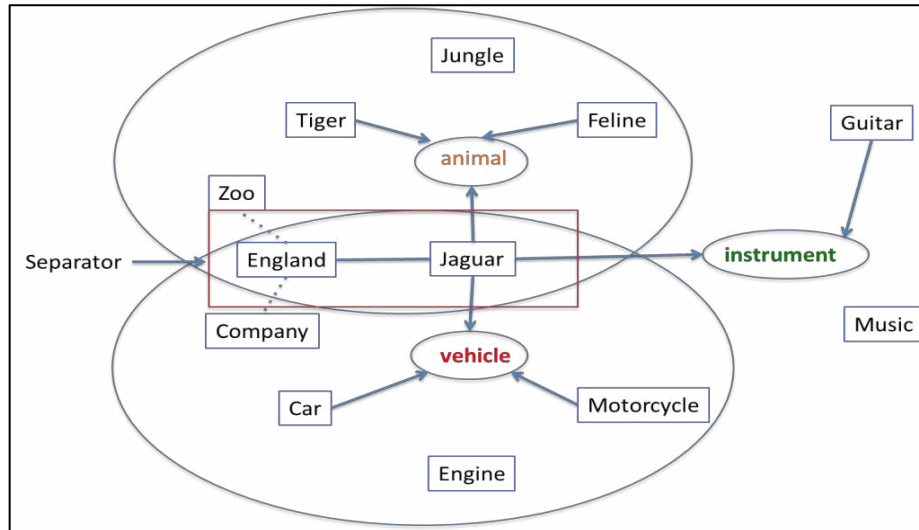 Jungle
Tiger
Feline
Guitar
animal
Zoo
Separator
England
Jaguar
instrument
Company
Music
vehicle
Car
Motorcycle
Engine